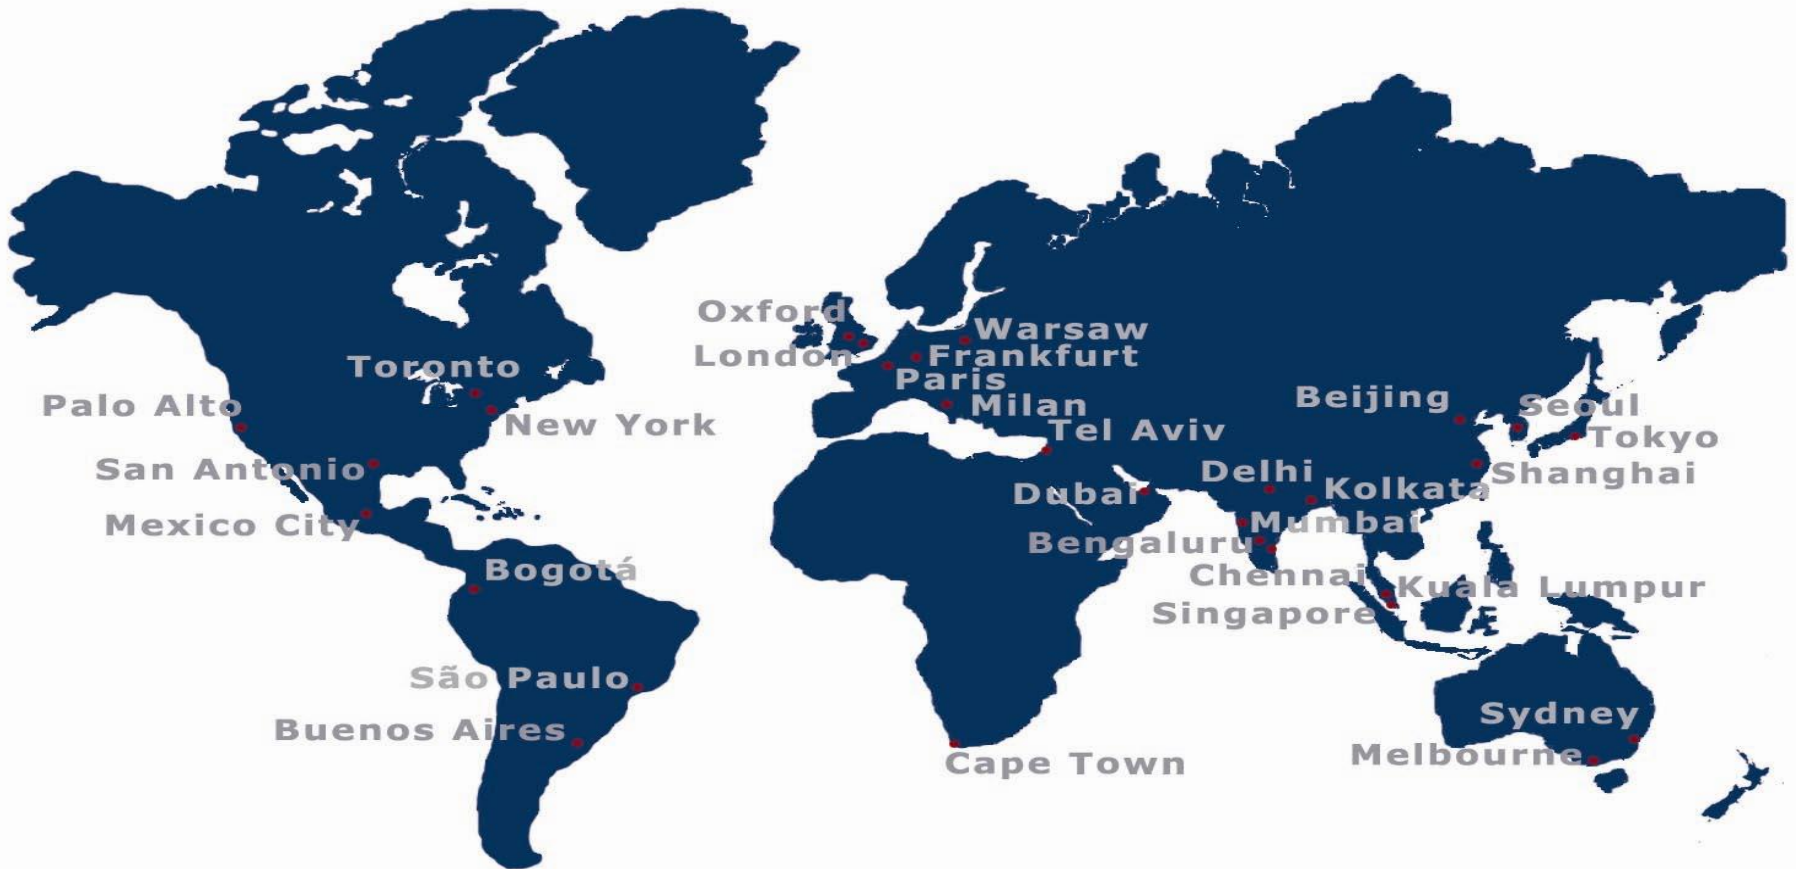 Oxford
Warsaw
London
Frankfurt
Toronto
Paris
Palo Alto
Milan
Beijing
Seoul
New York
Tel Aviv
Tokyo
San Antonio
Delhi
Shanghai
Dubai
Kolkata
Mexico City
Mumbai
Bengaluru
Bogotá
Chennai
Kuala Lumpur
Singapore
São Paulo
Sydney
Buenos Aires
Melbourne
Cape Town